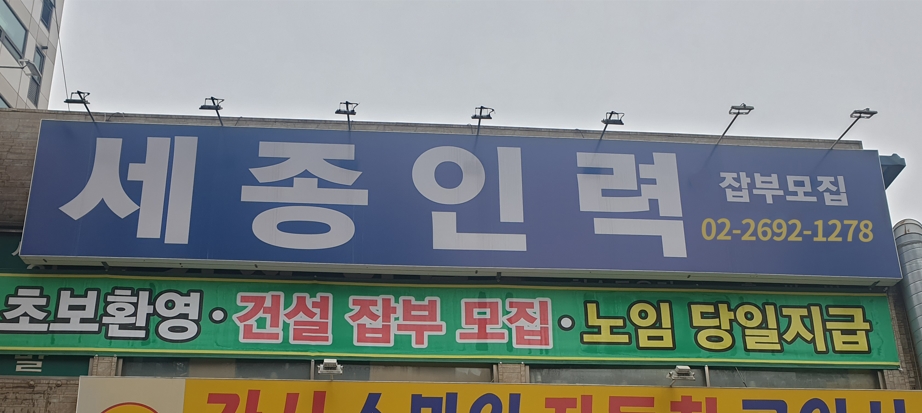 세종인력
잡부모집
02-2692-1278
초보환영·건설 잡부 모집·노임 당일지급